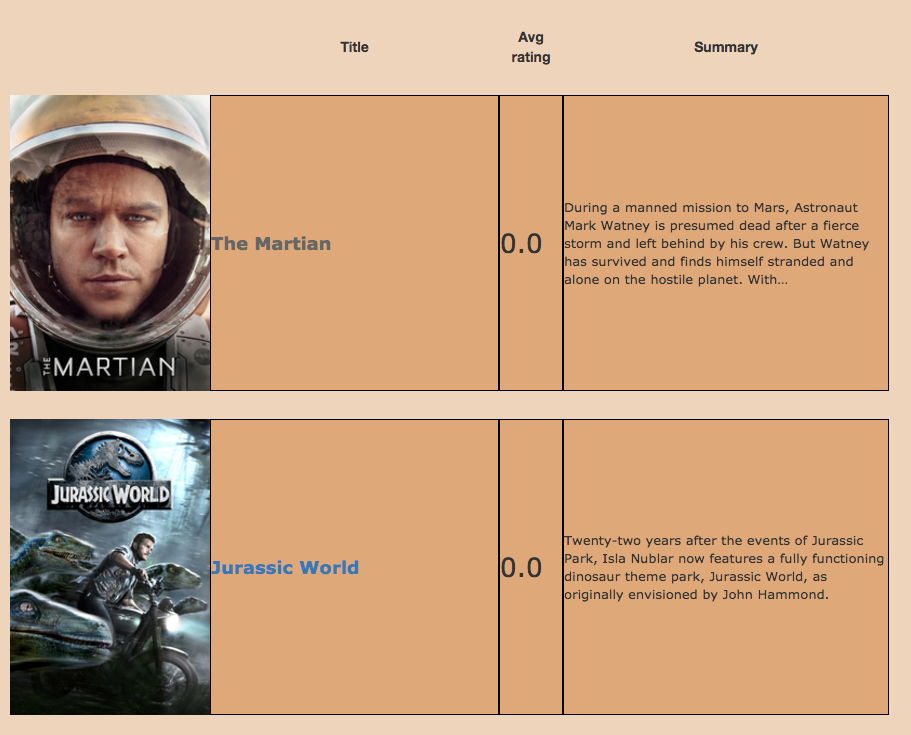 Title
Avg
rating
Summary
THE MARTIAN
The Martian
0.0
During a manned mission to Mars, Astronaut
Mark Watney is presumed dead after a fierce
storm and left behind by his crew. But Watney
has survived and finds himself stranded and
alone on the hostile planet. With...
JURASSIC WORLD
Jurassic World
0.0
Twenty-two years after the events of Jurassic
Park, Isla Nublar now features a fully functioning
dinosaur theme park, Jurassic World, as
originally envisioned by John Hammond.